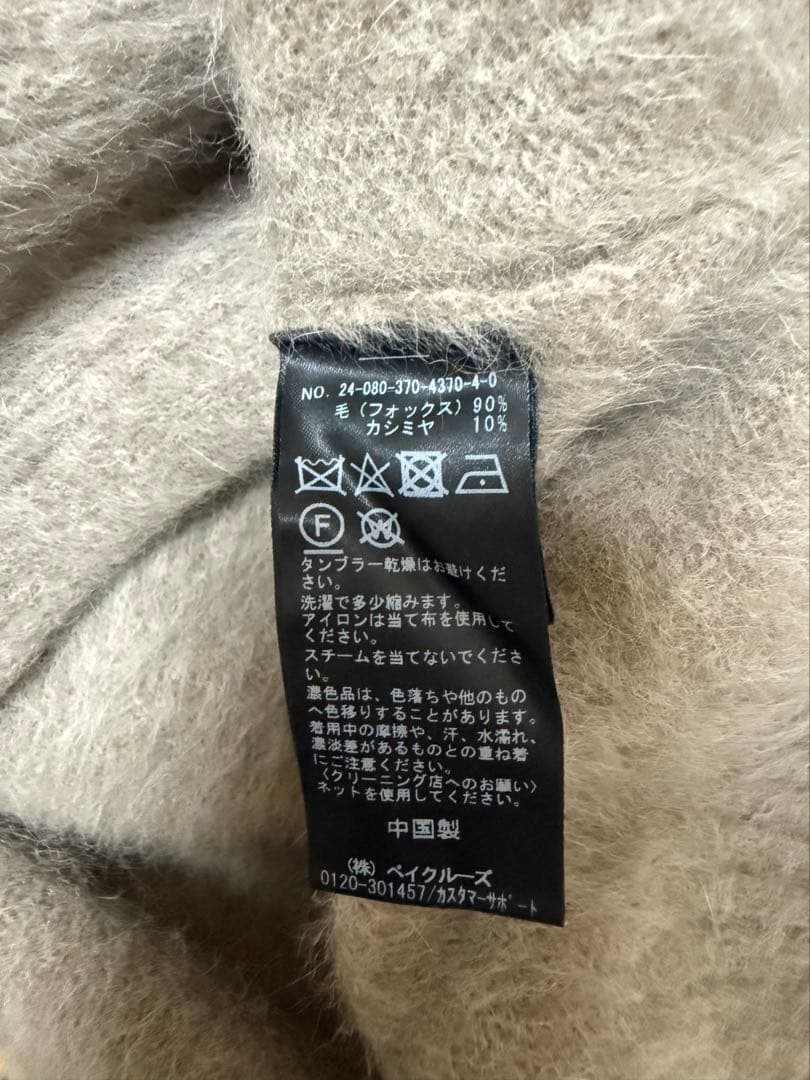 NO. 24-080-370-4370-4-0
毛（フォックス）90%
カシミヤ 10%
F
W
タンブラー乾燥はお避けくだ
さい。
洗濯で多少縮みます。
アイロンは当て布を使用して
ください。
スチームを当てないでくださ
い。
濃色品は、色落ちや他のもの
へ色移りすることがあります。
着用中の摩擦や、汗、水濡れ、
濃淡差があるものとの重ね着
にご注意ください。
〈クリーニング店へのお願い〉
ネットを使用してください。
中国製
（株）ベイクルーズ
0120-301457/カスタマーサポート